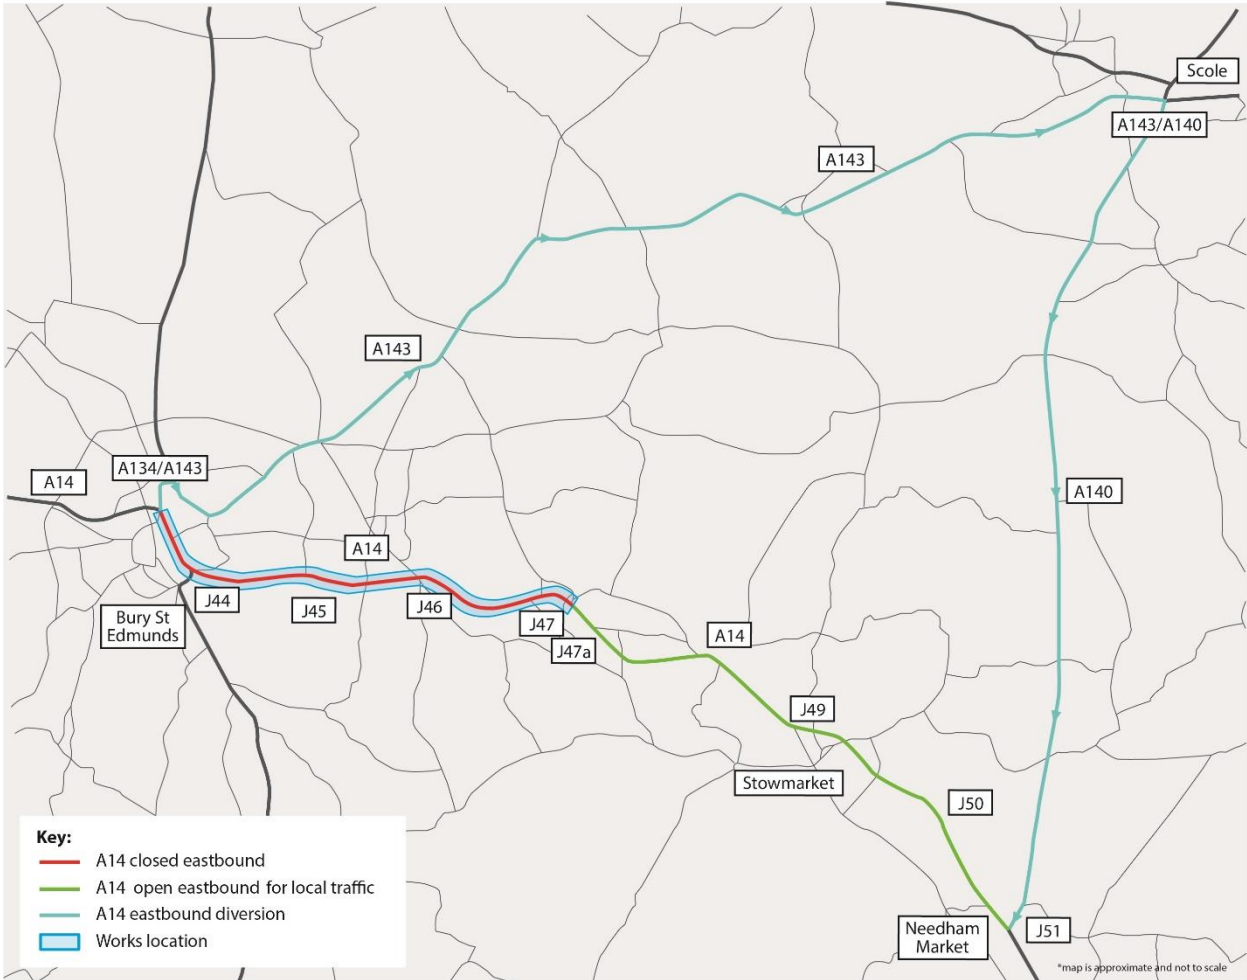 Scole
A143/A140
A143
A143
A134/A143
A14
A140
A14
J44
J45
J46
Bury St
Edmunds
J47
J47a
A14
J49
Stowmarket
J50
Key:
A14 closed eastbound
A14 open eastbound for local traffic
A14 eastbound diversion
Works location
Needham
Market
J51
*map is approximate and not to scale